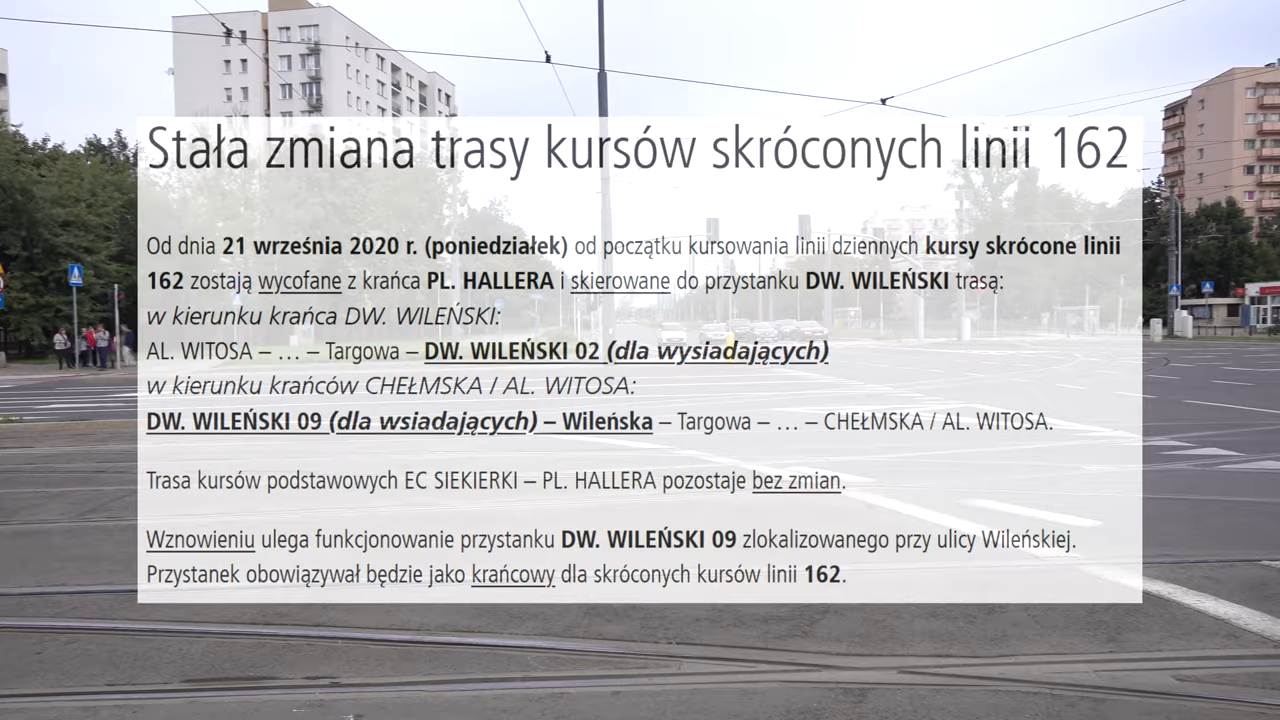 Stała zmiana trasy kursów skróconych linii 162
Od dnia 21 września 2020 r. (poniedziałek) od początku kursowania linii dziennych kursy skrócone linii
162 zostają wycofane z krańca PL. HALLERA i skierowane do przystanku DW. WILEŃSKI trasą:
w kierunku krańca DW. WILEŃSKI:
AL. WITOSA – … – Targowa – DW. WILEŃSKI 02 (dla wysiadających)
w kierunku krańców CHEŁMSKA / AL. WITOSA:
DW. WILEŃSKI 09 (dla wsiadających) – Wileńska – Targowa – … – CHEŁMSKA / AL. WITOSA.
Trasa kursów podstawowych EC SIEKIERKI – PL. HALLERA pozostaje bez zmian.
Wznowieniu ulega funkcjonowanie przystanku DW. WILEŃSKI 09 zlokalizowanego przy ulicy Wileńskiej.
Przystanek obowiązywał będzie jako krańcowy dla skróconych kursów linii 162.